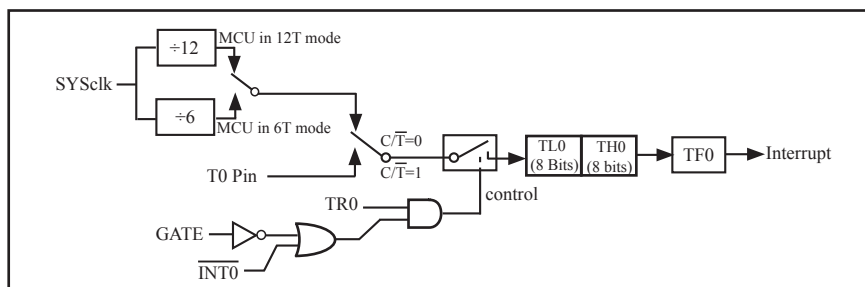 ÷12
MCU in 12T mode
SYSclk
÷6
MCU in 6T mode
C/T̅=0
C/T̅=1
T0 Pin
TL0
(8 Bits)
TH0
(8 bits)
TF0
Interrupt
TR0
control
GATE
I̅N̅T̅0̅